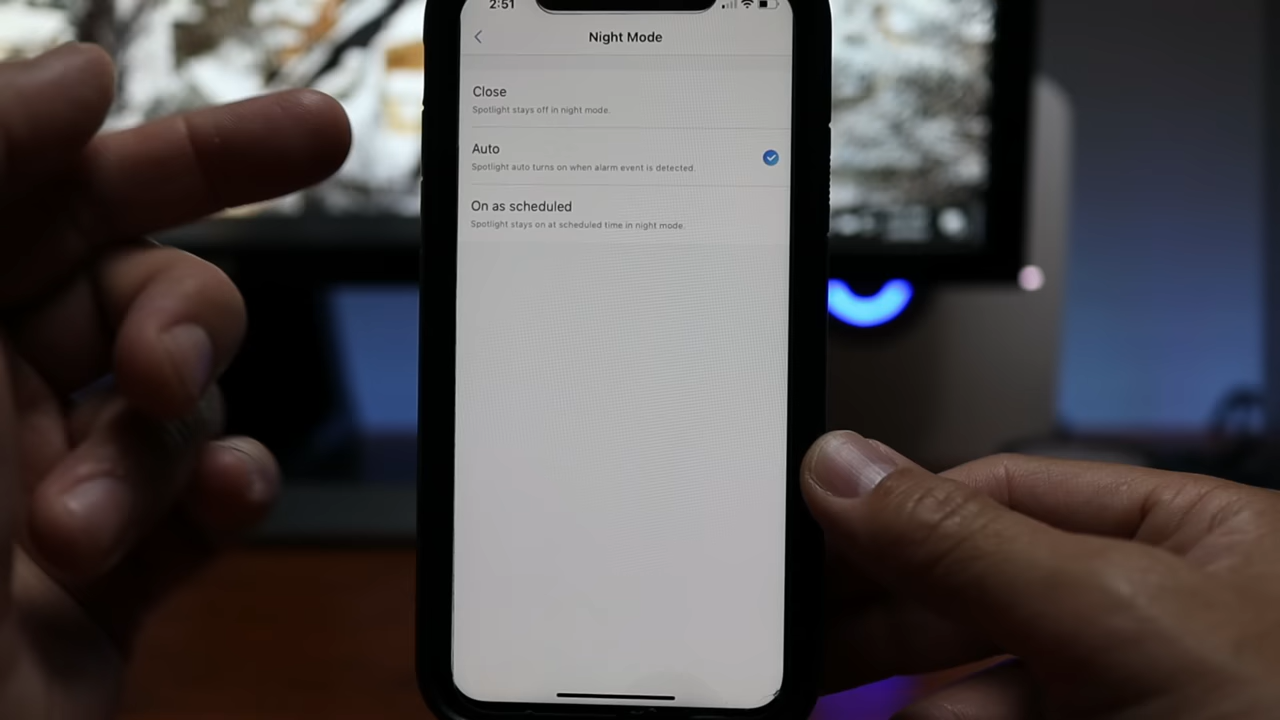 2:51
Night Mode
Close
Spotlight stays off in night mode.
Auto
Spotlight auto turns on when alarm event is detected.
On as scheduled
Spotlight stays on at scheduled time in night mode.